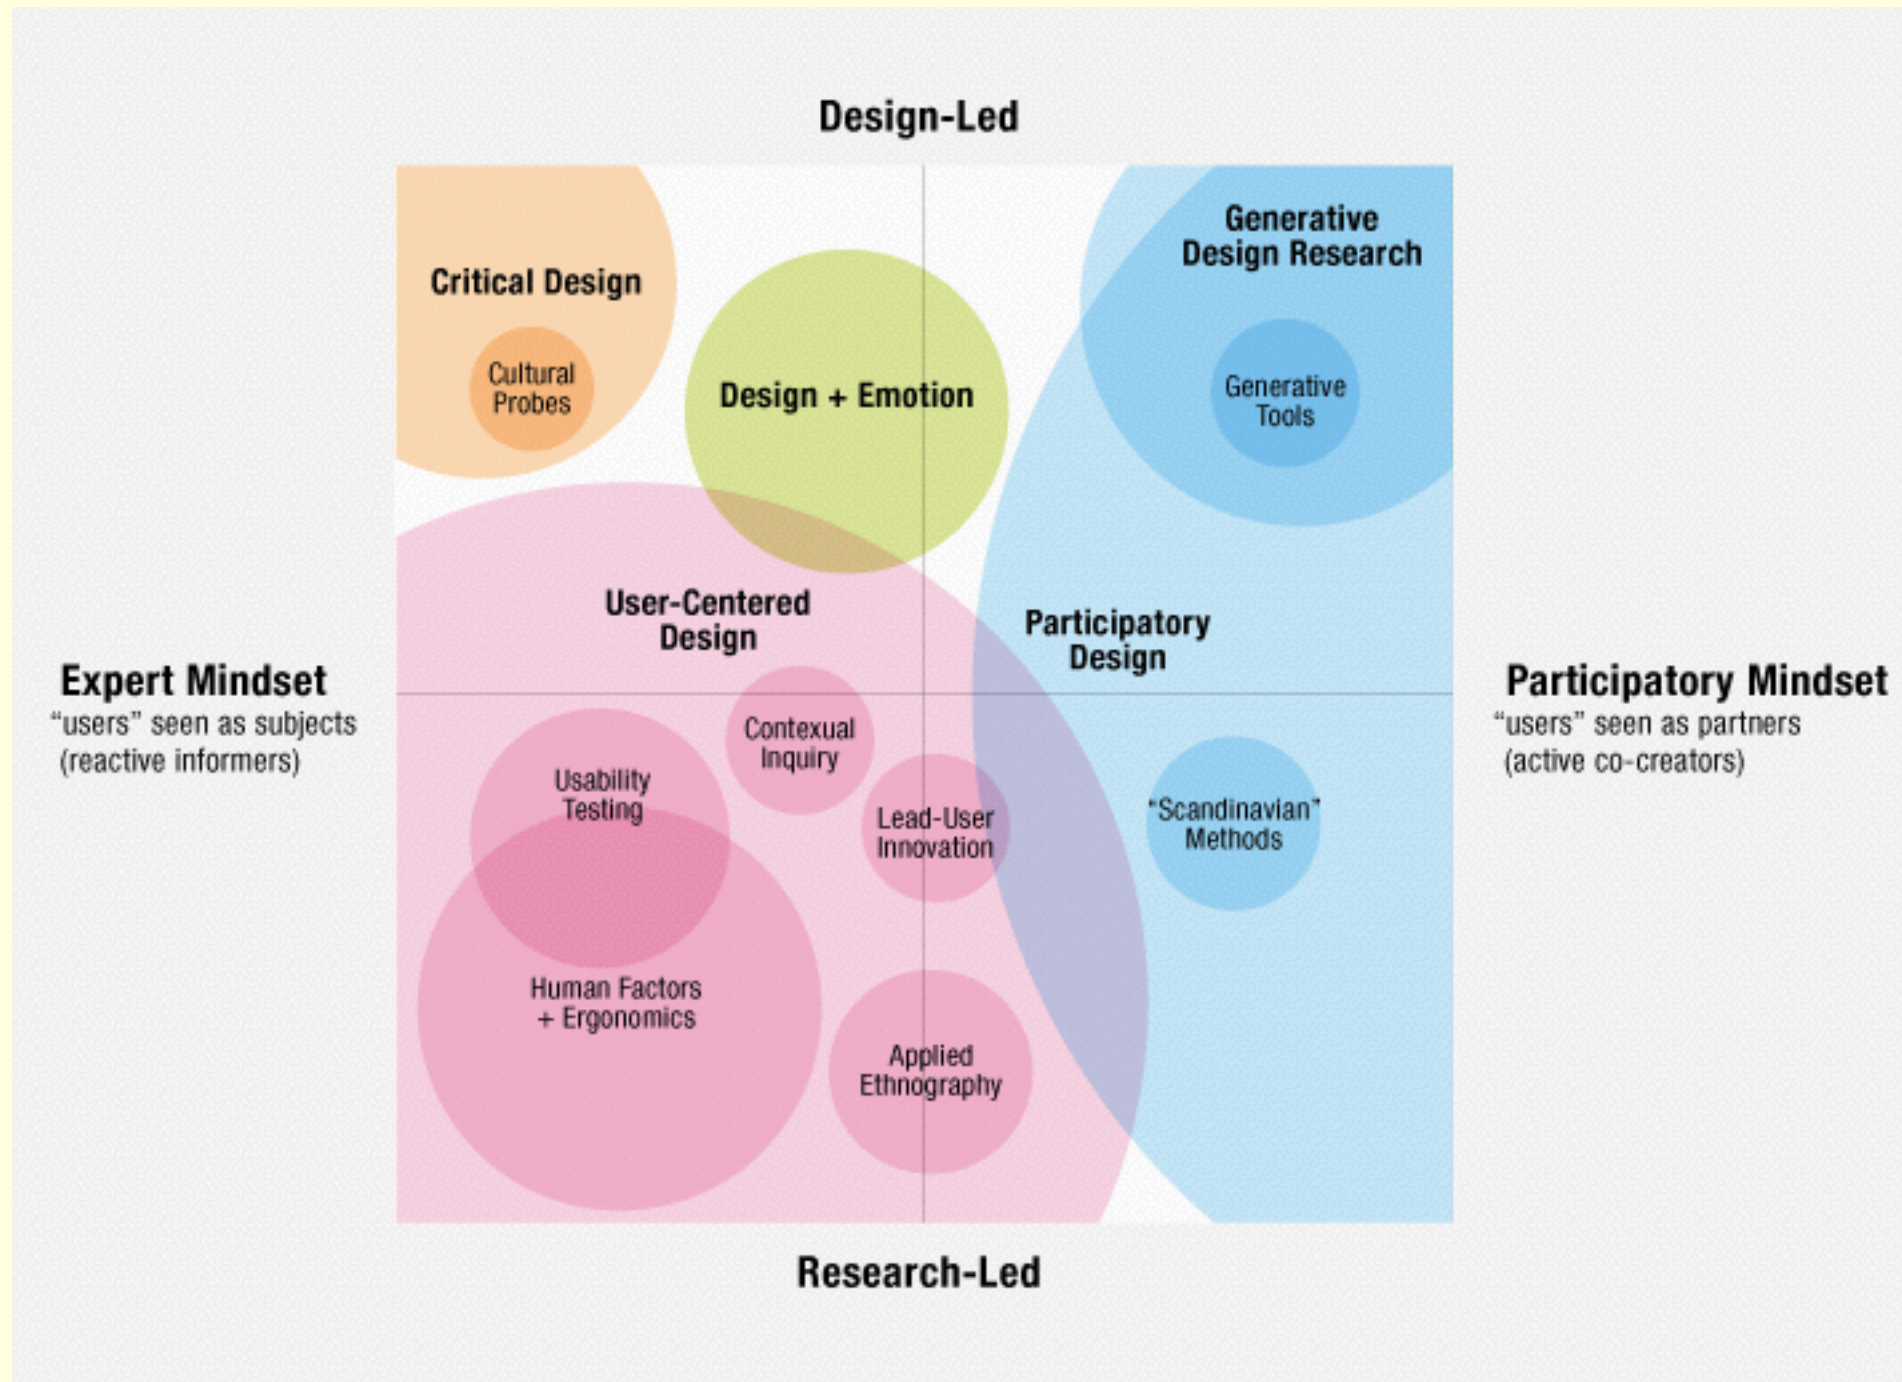 Design-Led
Generative
Design Research
Critical Design
Cultural
Probes
Design + Emotion
Generative
Tools
User-Centered
Design
Participatory
Design
Expert Mindset
“users” seen as subjects
(reactive informers)
Participatory Mindset
“users” seen as partners
(active co-creators)
Contexual
Inquiry
Usability
Testing
Lead-User
Innovation
“Scandinavian”
Methods
Human Factors
+ Ergonomics
Applied
Ethnography
Research-Led